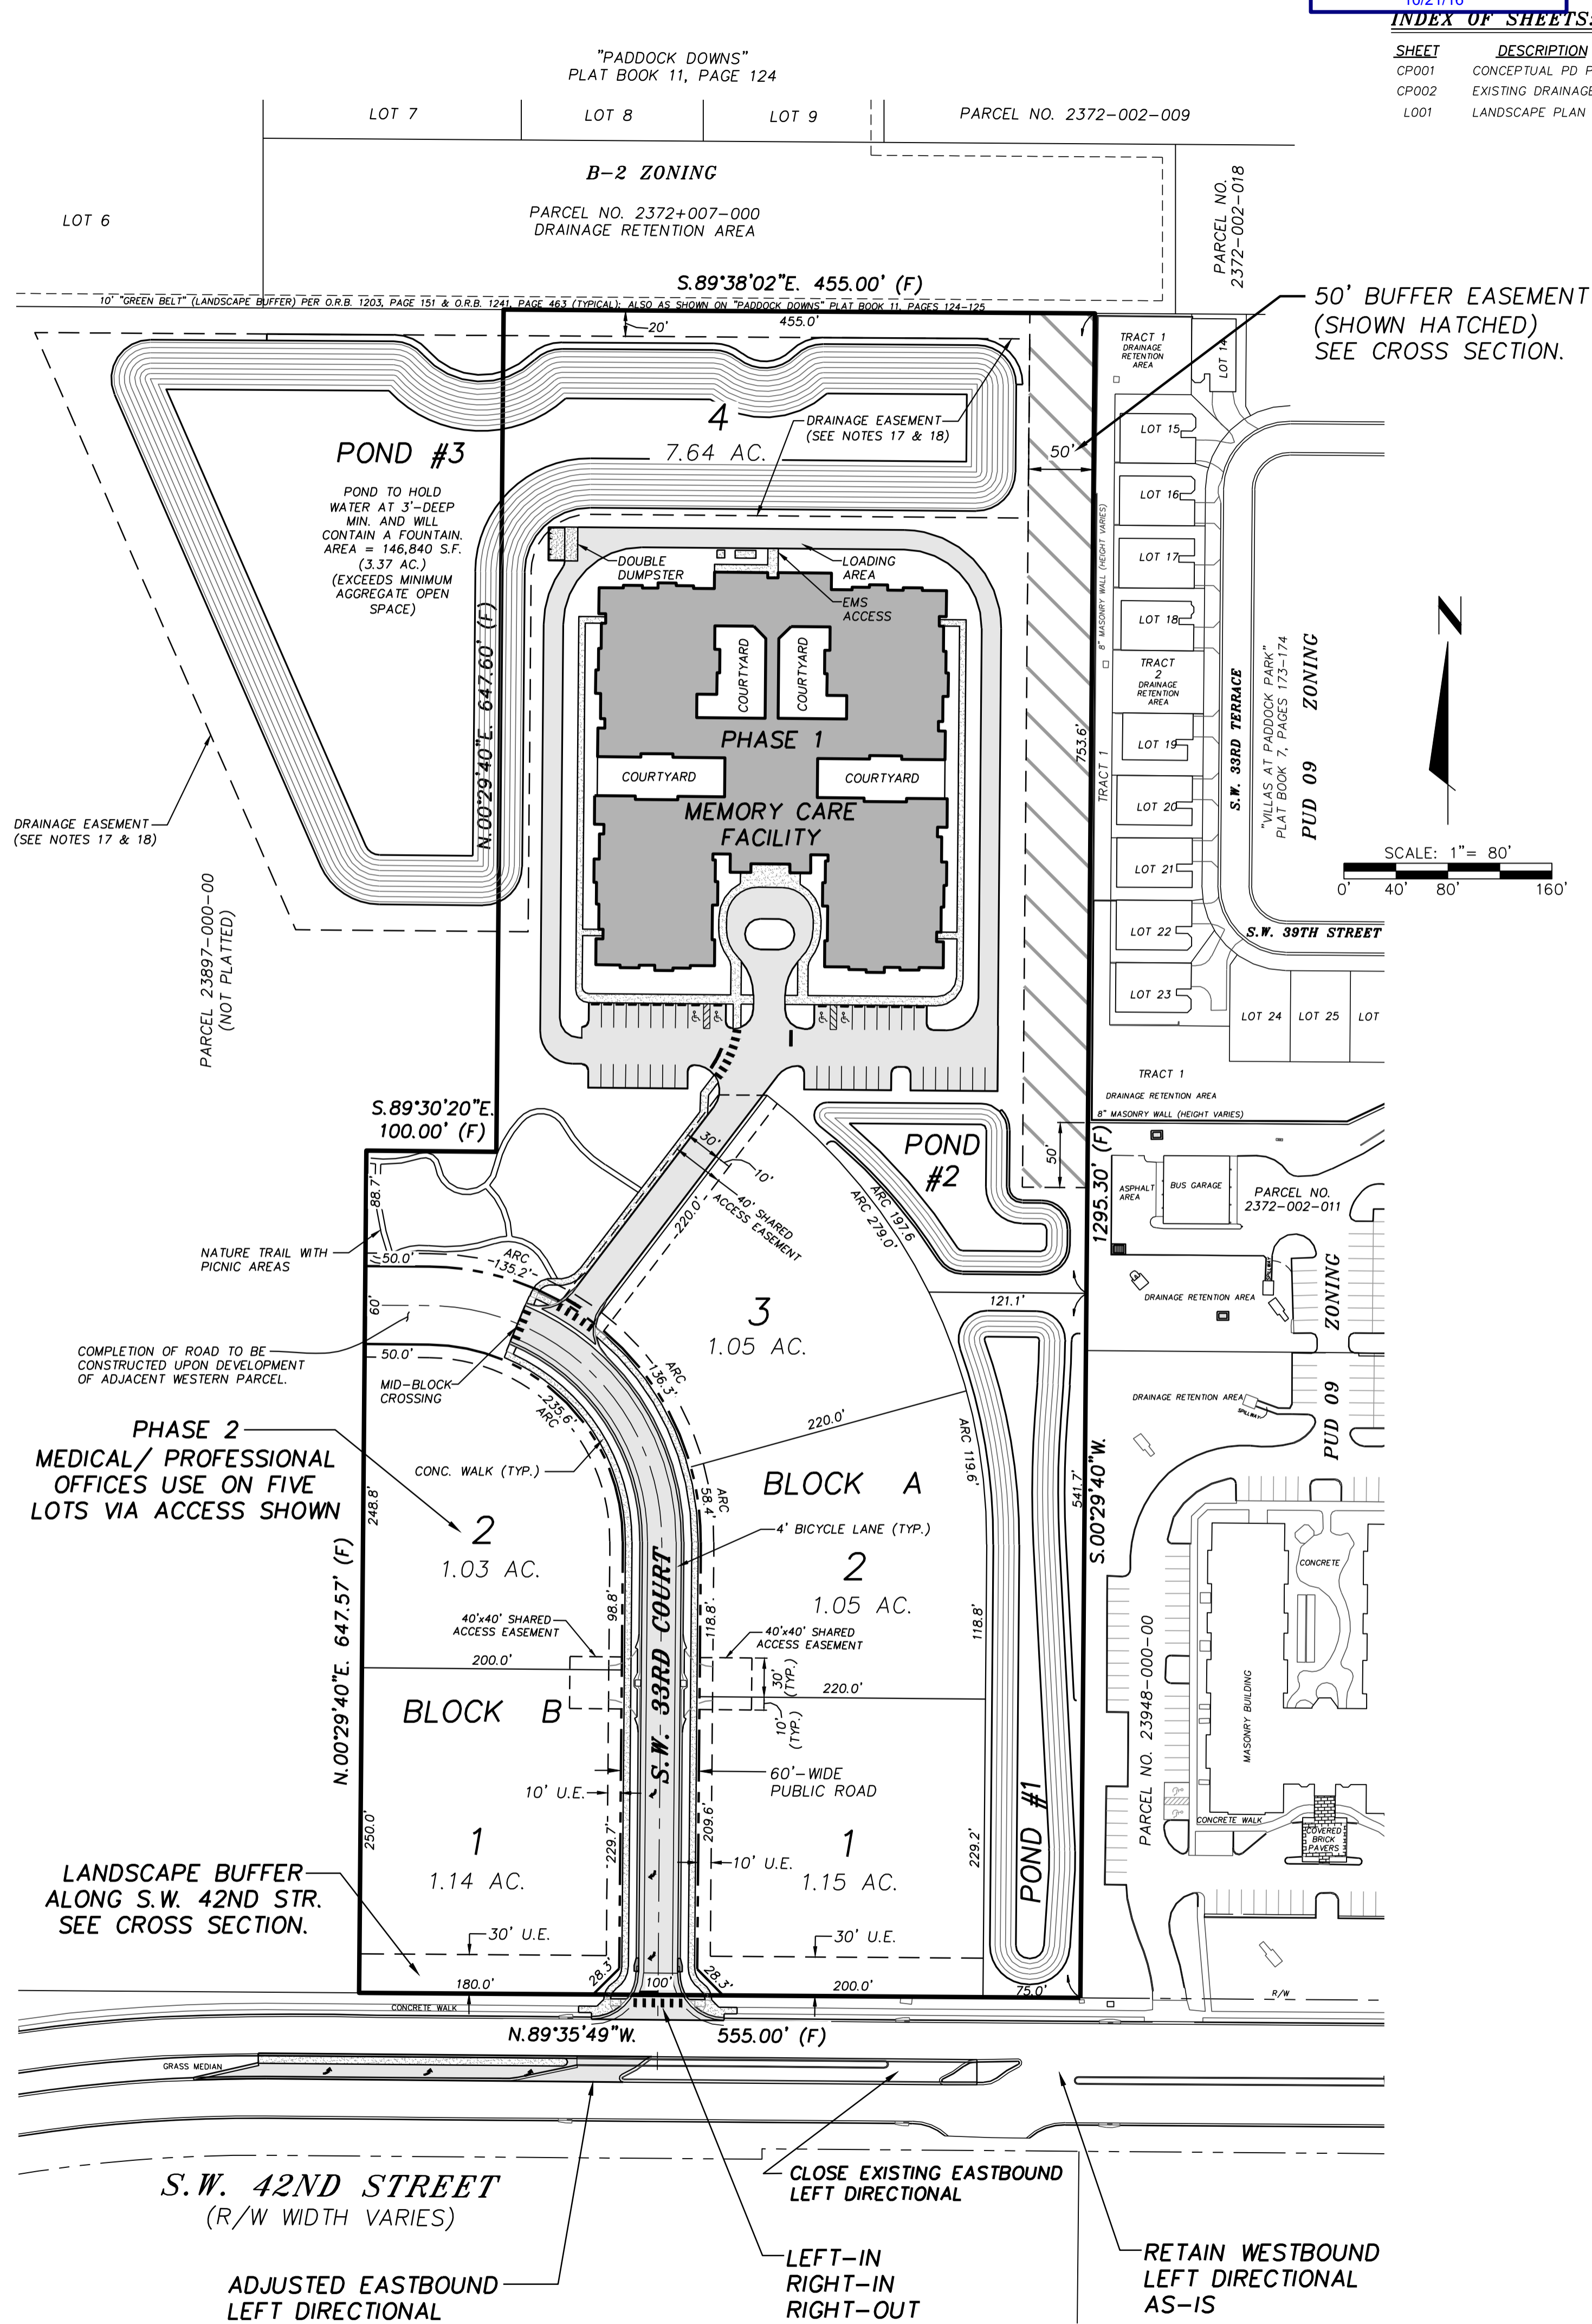 10/21/16
INDEX OF SHEETS:
SHEET DESCRIPTION
CP001 CONCEPTUAL PD P
CP002 EXISTING DRAINAGE
L001 LANDSCAPE PLAN
"PADDOCK DOWNS"
PLAT BOOK 11, PAGE 124
LOT 7
LOT 8
LOT 9
PARCEL NO. 2372-002-009
B-2 ZONING
LOT 6
PARCEL NO. 2372+007-000
DRAINAGE RETENTION AREA
PARCEL NO.
2372-002-018
S.89°38'02"E. 455.00' (F)
10' "GREEN BELT" (LANDSCAPE BUFFER) PER O.R.B. 1203, PAGE 151 & O.R.B. 1241, PAGE 463 (TYPICAL); ALSO AS SHOWN ON "PADDOCK DOWNS" PLAT BOOK 11, PAGES 124-125
50' BUFFER EASEMENT
(SHOWN HATCHED)
SEE CROSS SECTION.
20'
455.0'
TRACT 1
DRAINAGE
RETENTION
AREA
LOT 14
4
7.64 AC.
DRAINAGE EASEMENT
(SEE NOTES 17 & 18)
50'
LOT 15
LOT 16
LOT 17
LOT 18
TRACT
2
DRAINAGE
RETENTION
AREA
LOT 19
LOT 20
LOT 21
LOT 22
LOT 23
LOT 24
LOT 25
LOT
8" MASONRY WALL (HEIGHT VARIES)
TRACT 1
S.W. 33RD TERRACE
"VILLAS AT PADDOCK PARK"
PLAT BOOK 7, PAGES 173-174
PUD 09 ZONING
N
SCALE: 1"= 80'
0' 40' 80' 160'
S.W. 39TH STREET
POND #3
POND TO HOLD
WATER AT 3'-DEEP
MIN. AND WILL
CONTAIN A FOUNTAIN.
AREA = 146,840 S.F.
(3.37 AC.)
(EXCEEDS MINIMUM
AGGREGATE OPEN
SPACE)
N.00°29'40"E. 647.60' (F)
DOUBLE
DUMPSTER
LOADING
AREA
EMS
ACCESS
COURTYARD
COURTYARD
PHASE 1
COURTYARD
COURTYARD
MEMORY CARE
FACILITY
753.6'
DRAINAGE EASEMENT
(SEE NOTES 17 & 18)
PARCEL 23897-000-00
(NOT PLATTED)
TRACT 1
DRAINAGE RETENTION AREA
8" MASONRY WALL (HEIGHT VARIES)
S.89°30'20"E.
100.00' (F)
88.7'
30'
10'
40' SHARED
ACCESS EASEMENT
220.0'
POND
#2
ARC 197.6
ARC 279.0'
50'
1295.30' (F)
S.00°29'40"W.
ASPHALT
AREA
BUS GARAGE
PARCEL NO.
2372-002-011
DRAINAGE RETENTION AREA
SPILLWAY
PUD 09 ZONING
NATURE TRAIL WITH
PICNIC AREAS
50.0'
ARC
135.2'
60'
COMPLETION OF ROAD TO BE
CONSTRUCTED UPON DEVELOPMENT
OF ADJACENT WESTERN PARCEL.
50.0'
MID-BLOCK
CROSSING
3
1.05 AC.
121.1'
ARC
136.3'
235.6'
ARC
220.0'
ARC 119.6'
541.7'
DRAINAGE RETENTION AREA
SPILLWAY
PHASE 2
MEDICAL/ PROFESSIONAL
OFFICES USE ON FIVE
LOTS VIA ACCESS SHOWN
CONC. WALK (TYP.)
248.8'
2
1.03 AC.
BLOCK A
ARC
58.4'
4' BICYCLE LANE (TYP.)
2
1.05 AC.
N.00°29'40"E. 647.57' (F)
98.8'
118.8'
118.8'
40'x40' SHARED
ACCESS EASEMENT
40'x40' SHARED
ACCESS EASEMENT
200.0'
30'
(TYP.)
10'
(TYP.)
220.0'
BLOCK B
S.W. 33RD COURT
60'-WIDE
PUBLIC ROAD
10' U.E.
250.0'
1
1.14 AC.
229.7'
209.6'
10' U.E.
1
1.15 AC.
229.2'
POND #1
PARCEL NO. 23948-000-00
MASONRY BUILDING
CONCRETE
CONCRETE WALK
COVERED
BRICK
PAVERS
LANDSCAPE BUFFER
ALONG S.W. 42ND STR.
SEE CROSS SECTION.
30' U.E.
30' U.E.
180.0'
28.3'
100'
28.3'
200.0'
75.0'
R/W
CONCRETE WALK
N.89°35'49"W. 555.00' (F)
GRASS MEDIAN
S.W. 42ND STREET
(R/W WIDTH VARIES)
CLOSE EXISTING EASTBOUND
LEFT DIRECTIONAL
ADJUSTED EASTBOUND
LEFT DIRECTIONAL
LEFT-IN
RIGHT-IN
RIGHT-OUT
RETAIN WESTBOUND
LEFT DIRECTIONAL
AS-IS